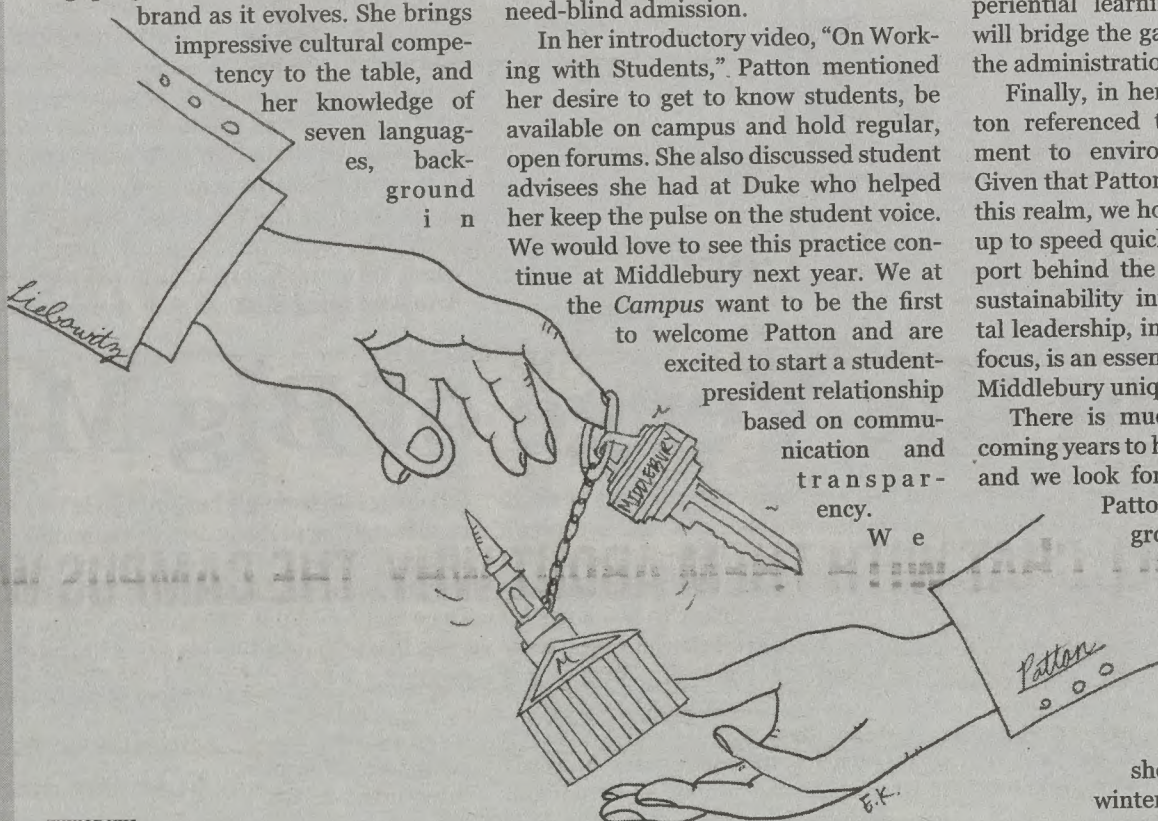 brand as it evolves. She brings
impressive cultural compe-
tency to the table, and
her knowledge of
seven languag-
es, back-
ground
i n
Liebowitz
need-blind admission.
In her introductory video, “On Work-
ing with Students,” Patton mentioned
her desire to get to know students, be
available on campus and hold regular,
open forums. She also discussed student
advisees she had at Duke who helped
her keep the pulse on the student voice.
We would love to see this practice con-
tinue at Middlebury next year. We at
the Campus want to be the first
to welcome Patton and are
excited to start a student-
president relationship
based on commu-
nication and
transpar-
ency.
W e
MIDDLEBURY
M
Patton
E.K.
periential
will bridge the
the administratio
Finally, in her
ton referenced
ment to enviro
Given that Patton
this realm, we
up to speed
port behind the
sustainability in
tal leadership, in
focus, is an
Middlebury
There is
coming years to
and we look for
Patto
gro
sh
winter